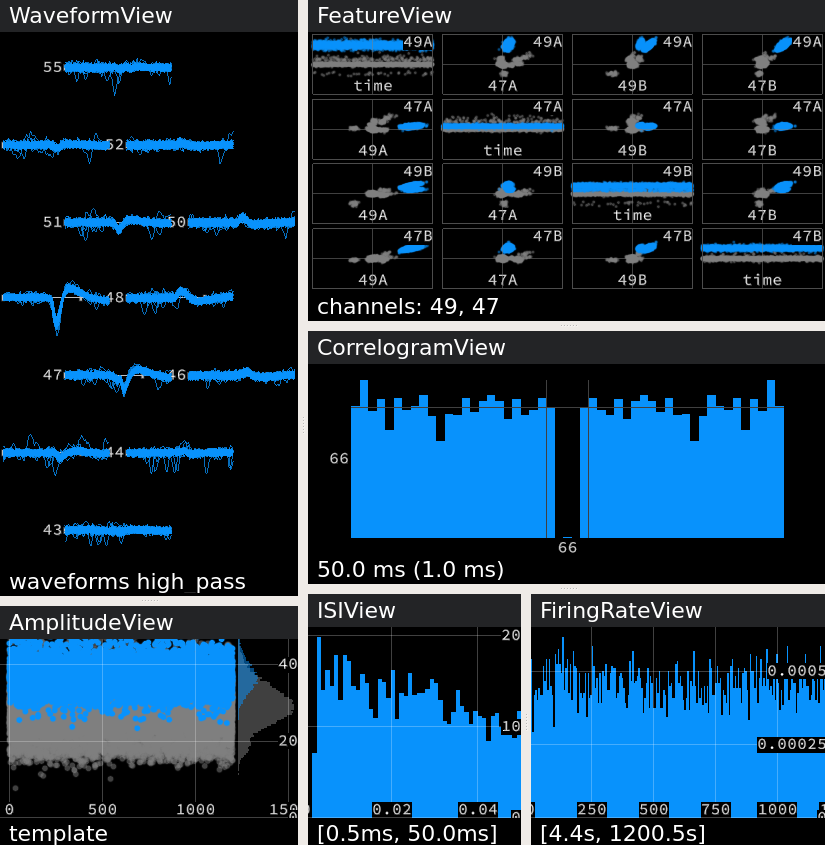 WaveformView
55
52
51 50
48
47 46
44
43
waveforms high_pass
FeatureView
49A 49A 49A 49A
time 47A 49B 47B
47A 47A 47A 47A
49A time 49B 47B
49B 49B 49B 49B
49A 47A time 47B
47B 47B 47B 47B
49A 47A 49B time
channels: 49, 47
CorrelogramView
66
66
50.0 ms (1.0 ms)
AmplitudeView
40
20
0 500 1000 150
template
ISIView
20
10
0.02 0.04
[0.5ms, 50.0ms]
FiringRateView
0.0005
0.00025
250 500 750 1000
[4.4s, 1200.5s]